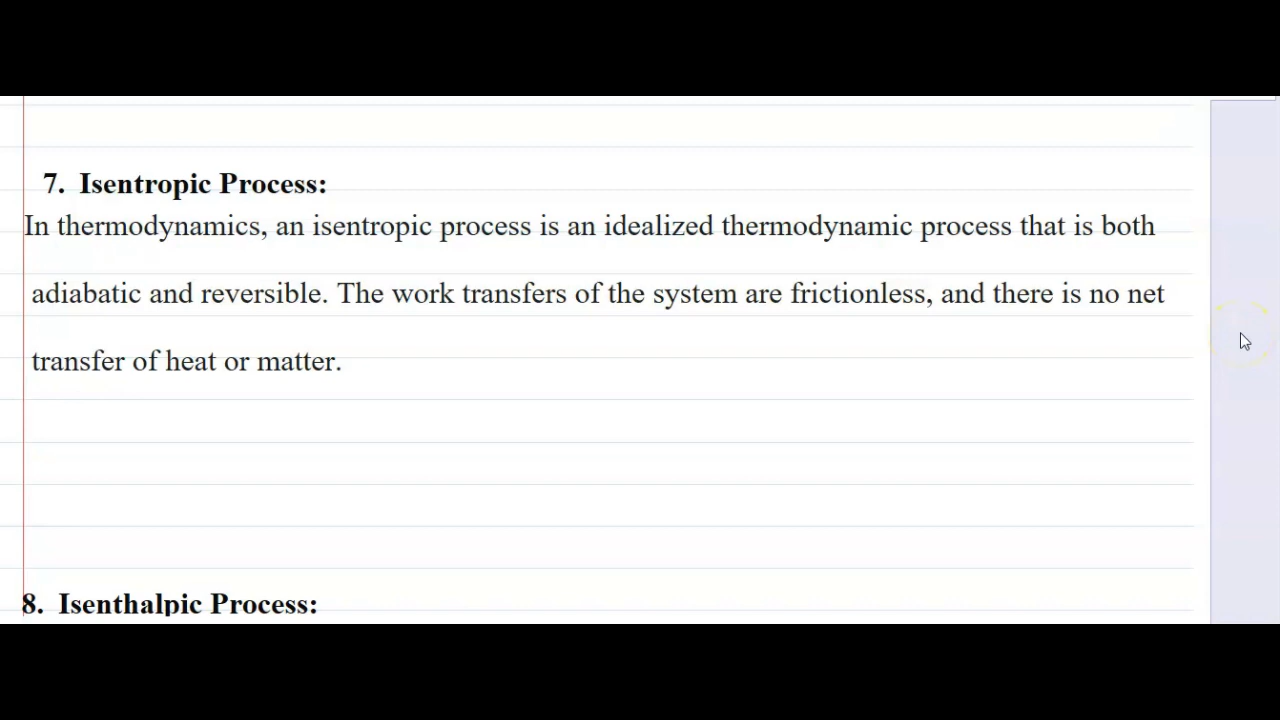 7. Isentropic Process:
In thermodynamics, an isentropic process is an idealized thermodynamic process that is both
adiabatic and reversible. The work transfers of the system are frictionless, and there is no net
transfer of heat or matter.
8. Isenthalpic Process: